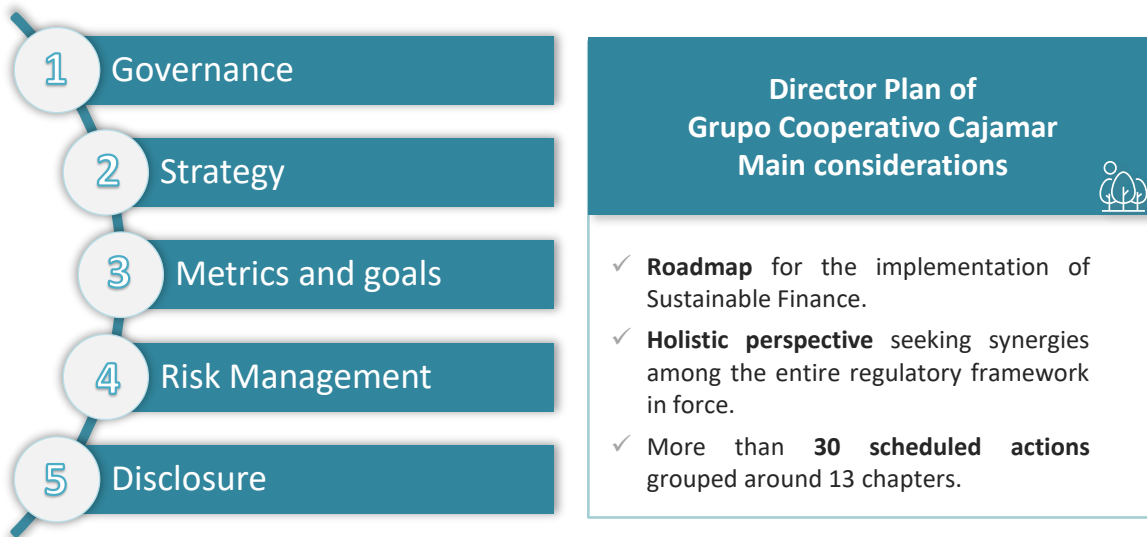 1
Governance
2
Strategy
3
Metrics and goals
4
Risk Management
5
Disclosure
Director Plan of
Grupo Cooperativo Cajamar
Main considerations
✓ Roadmap for the implementation of
Sustainable Finance.
✓ Holistic perspective seeking synergies
among the entire regulatory framework
in force.
✓ More than 30 scheduled actions
grouped around 13 chapters.